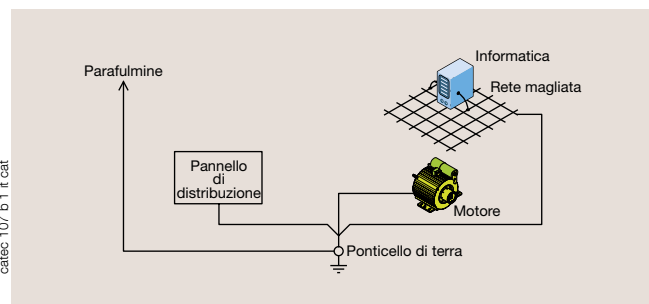 Informatica
Parafulmine
Rete magliata
Pannello
di
distribuzione
Motore
Ponticello di terra
catec 107 b 1 it cat